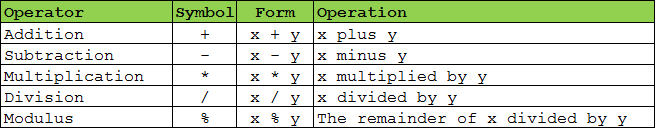 Operator Symbol Form Operation
Addition + x + y x plus y
Subtraction - x - y x minus y
Multiplication * x * y x multiplied by y
Division / x / y x divided by y
Modulus % x % y The remainder of x divided by y